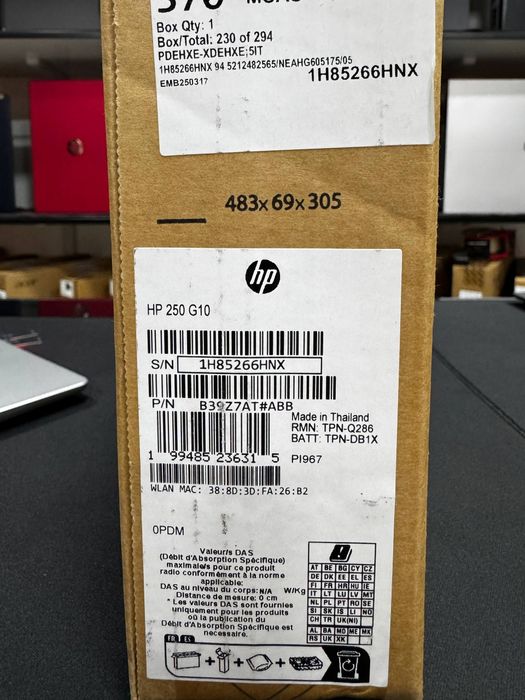 Box Qty: 1
Box/Total: 230 of 294
PDEHXE-XDEHXE;5IT
1H85266HNX 94 5212482565/NEAHG605175/05
EMB250317
1H85266HNX
483x69x305
hp
HP 250 G10
S/N 1H85266HNX
P/N B39Z7AT#ABB
Made in Thailand
RMN: TPN-Q286
BATT: TPN-DB1X
1 99485 23631 5
PI967
WLAN MAC: 38:8D:3D:FA:26:B2
0PDM
Valeur/s DAS
(Débit d'Absorption Spécifique)
maximale/s pour ce produit
radio conformément à la norme
applicable:
DAS au niveau du corps: N/A W/Kg
Distance de mesure: 0 cm
* Les valeurs DAS sont fournies
uniquement pour les produits
où la publication du
Débit d'Absorption Spécifique est
necessaire.
AT BE BG CY CZ
DE DK EE EL ES
FI FR HR HU IE
IT LT LU LV MT
NL PL PT RO SE
SI SK IS LI NO
CH TR UK(NI)
AL BA MD ME MK
RS UK XK
FR ES